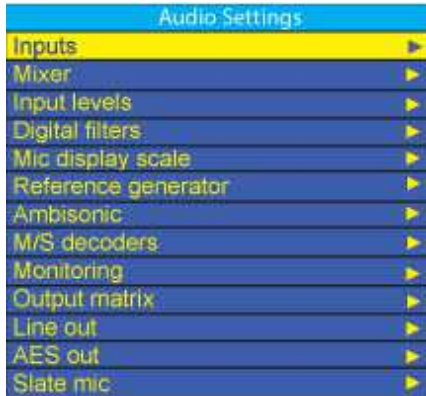 Audio Settings
Inputs
Mixer
Input levels
Digital filters
Mic display scale
Reference generator
Ambisonic
M/S decoders
Monitoring
Output matrix
Line out
AES out
Slate mic